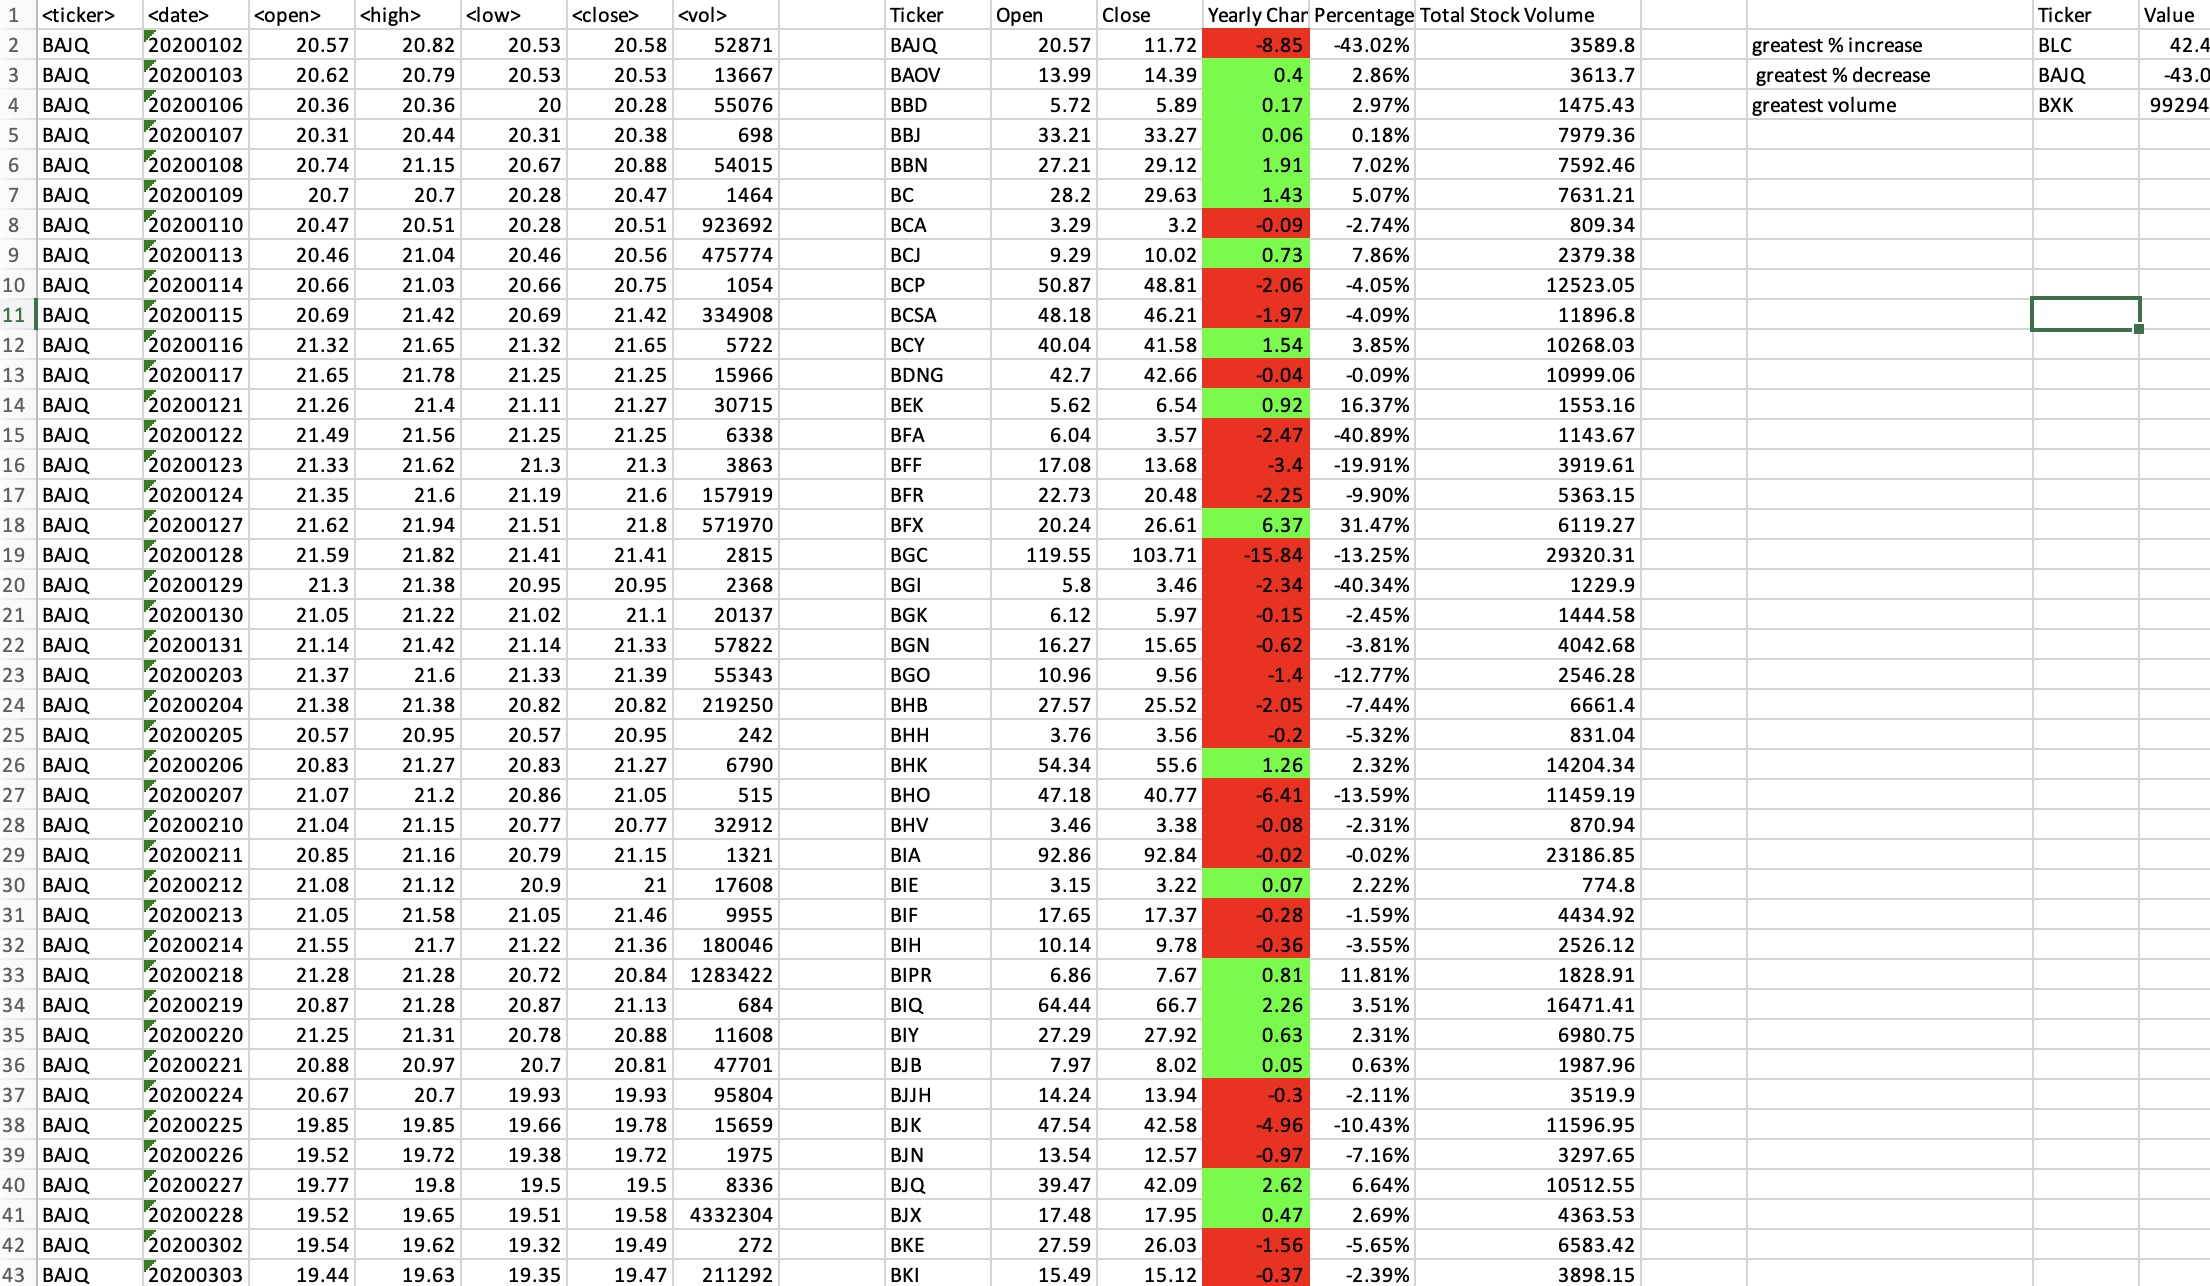 1 <ticker> <date> <open> <high> <low> <close> <vol> Ticker Open Close Yearly Char Percentage Total Stock Volume Ticker Value
2 BAJQ 20200102 20.57 20.82 20.53 20.58 52871 BAJQ 20.57 11.72 -8.85 -43.02% 3589.8 greatest % increase BLC 42.4
3 BAJQ 20200103 20.62 20.79 20.53 20.53 13667 BAOV 13.99 14.39 0.4 2.86% 3613.7 greatest % decrease BAJQ -43.0
4 BAJQ 20200106 20.36 20.36 20 20.28 55076 BBD 5.72 5.89 0.17 2.97% 1475.43 greatest volume BXK 99294
5 BAJQ 20200107 20.31 20.44 20.31 20.38 698 BBJ 33.21 33.27 0.06 0.18% 7979.36
6 BAJQ 20200108 20.74 21.15 20.67 20.88 54015 BBN 27.21 29.12 1.91 7.02% 7592.46
7 BAJQ 20200109 20.7 20.7 20.28 20.47 1464 BC 28.2 29.63 1.43 5.07% 7631.21
8 BAJQ 20200110 20.47 20.51 20.28 20.51 923692 BCA 3.29 3.2 -0.09 -2.74% 809.34
9 BAJQ 20200113 20.46 21.04 20.46 20.56 475774 BCJ 9.29 10.02 0.73 7.86% 2379.38
10 BAJQ 20200114 20.66 21.03 20.66 20.75 1054 BCP 50.87 48.81 -2.06 -4.05% 12523.05
11 BAJQ 20200115 20.69 21.42 20.69 21.42 334908 BCSA 48.18 46.21 -1.97 -4.09% 11896.8
12 BAJQ 20200116 21.32 21.65 21.32 21.65 5722 BCY 40.04 41.58 1.54 3.85% 10268.03
13 BAJQ 20200117 21.65 21.78 21.25 21.25 15966 BDNG 42.7 42.66 -0.04 -0.09% 10999.06
14 BAJQ 20200121 21.26 21.4 21.11 21.27 30715 BEK 5.62 6.54 0.92 16.37% 1553.16
15 BAJQ 20200122 21.49 21.56 21.25 21.25 6338 BFA 6.04 3.57 -2.47 -40.89% 1143.67
16 BAJQ 20200123 21.33 21.62 21.3 21.3 3863 BFF 17.08 13.68 -3.4 -19.91% 3919.61
17 BAJQ 20200124 21.35 21.6 21.19 21.6 157919 BFR 22.73 20.48 -2.25 -9.90% 5363.15
18 BAJQ 20200127 21.62 21.94 21.51 21.8 571970 BFX 20.24 26.61 6.37 31.47% 6119.27
19 BAJQ 20200128 21.59 21.82 21.41 21.41 2815 BGC 119.55 103.71 -15.84 -13.25% 29320.31
20 BAJQ 20200129 21.3 21.38 20.95 20.95 2368 BGI 5.8 3.46 -2.34 -40.34% 1229.9
21 BAJQ 20200130 21.05 21.22 21.02 21.1 20137 BGK 6.12 5.97 -0.15 -2.45% 1444.58
22 BAJQ 20200131 21.14 21.42 21.14 21.33 57822 BGN 16.27 15.65 -0.62 -3.81% 4042.68
23 BAJQ 20200203 21.37 21.6 21.33 21.39 55343 BGO 10.96 9.56 -1.4 -12.77% 2546.28
24 BAJQ 20200204 21.38 21.38 20.82 20.82 219250 BHB 27.57 25.52 -2.05 -7.44% 6661.4
25 BAJQ 20200205 20.57 20.95 20.57 20.95 242 BHH 3.76 3.56 -0.2 -5.32% 831.04
26 BAJQ 20200206 20.83 21.27 20.83 21.27 6790 BHK 54.34 55.6 1.26 2.32% 14204.34
27 BAJQ 20200207 21.07 21.2 20.86 21.05 515 BHO 47.18 40.77 -6.41 -13.59% 11459.19
28 BAJQ 20200210 21.04 21.15 20.77 20.77 32912 BHV 3.46 3.38 -0.08 -2.31% 870.94
29 BAJQ 20200211 20.85 21.16 20.79 21.15 1321 BIA 92.86 92.84 -0.02 -0.02% 23186.85
30 BAJQ 20200212 21.08 21.12 20.9 21 17608 BIE 3.15 3.22 0.07 2.22% 774.8
31 BAJQ 20200213 21.05 21.58 21.05 21.46 9955 BIF 17.65 17.37 -0.28 -1.59% 4434.92
32 BAJQ 20200214 21.55 21.7 21.22 21.36 180046 BIH 10.14 9.78 -0.36 -3.55% 2526.12
33 BAJQ 20200218 21.28 21.28 20.72 20.84 1283422 BIPR 6.86 7.67 0.81 11.81% 1828.91
34 BAJQ 20200219 20.87 21.28 20.87 21.13 684 BIQ 64.44 66.7 2.26 3.51% 16471.41
35 BAJQ 20200220 21.25 21.31 20.78 20.88 11608 BIY 27.29 27.92 0.63 2.31% 6980.75
36 BAJQ 20200221 20.88 20.97 20.7 20.81 47701 BJB 7.97 8.02 0.05 0.63% 1987.96
37 BAJQ 20200224 20.67 20.7 19.93 19.93 95804 BJJH 14.24 13.94 -0.3 -2.11% 3519.9
38 BAJQ 20200225 19.85 19.85 19.66 19.78 15659 BJK 47.54 42.58 -4.96 -10.43% 11596.95
39 BAJQ 20200226 19.52 19.72 19.38 19.72 1975 BJN 13.54 12.57 -0.97 -7.16% 3297.65
40 BAJQ 20200227 19.77 19.8 19.5 19.5 8336 BJQ 39.47 42.09 2.62 6.64% 10512.55
41 BAJQ 20200228 19.52 19.65 19.51 19.58 4332304 BJX 17.48 17.95 0.47 2.69% 4363.53
42 BAJQ 20200302 19.54 19.62 19.32 19.49 272 BKE 27.59 26.03 -1.56 -5.65% 6583.42
43 BAJQ 20200303 19.44 19.63 19.35 19.47 211292 BKI 15.49 15.12 -0.37 -2.39% 3898.15